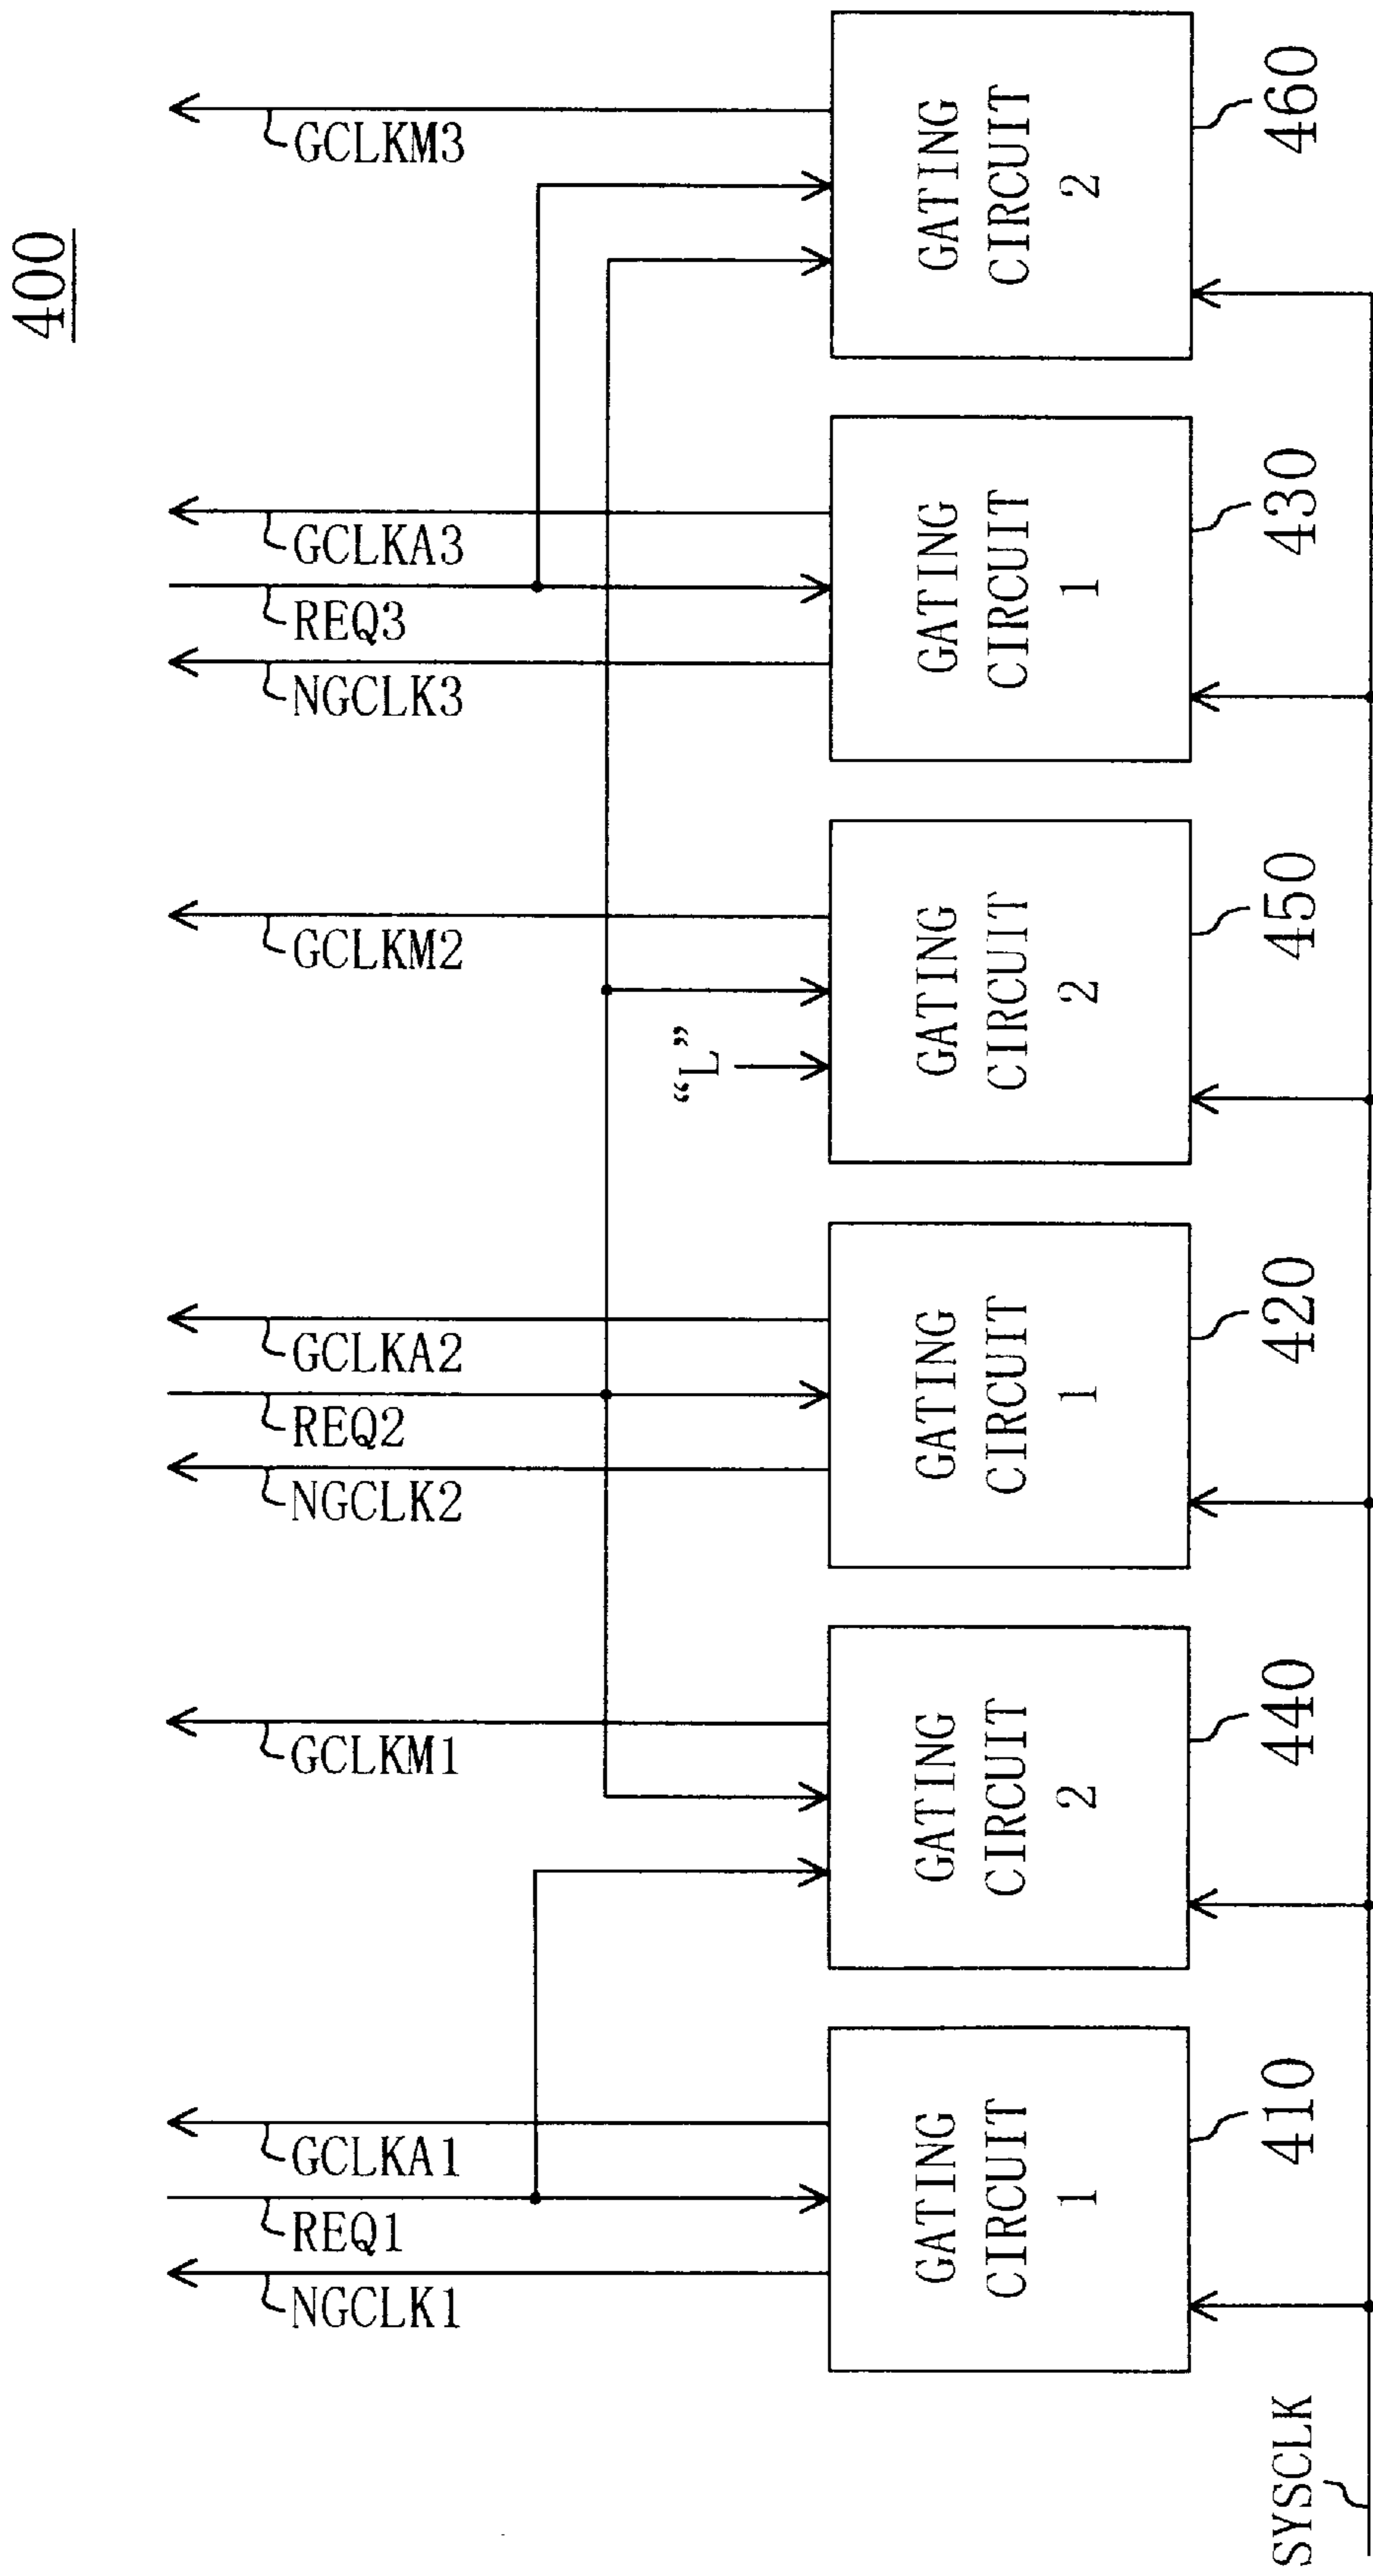 400
NGCLK1
REQ1
GCLKA1
GCLKM1
NGCLK2
REQ2
GCLKA2
GCLKM2
NGCLK3
REQ3
GCLKA3
GCLKM3
“L”
GATING
CIRCUIT
1
GATING
CIRCUIT
2
GATING
CIRCUIT
1
GATING
CIRCUIT
2
GATING
CIRCUIT
1
GATING
CIRCUIT
2
410
440
420
450
430
460
SYSCLK